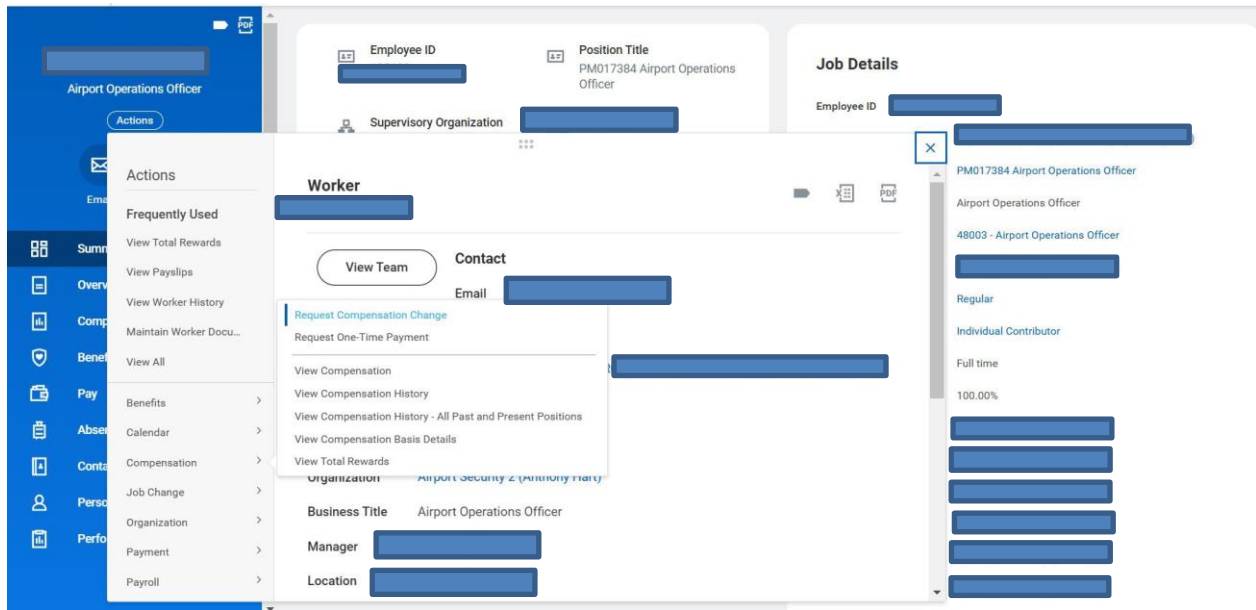 PDF
Airport Operations Officer
Actions
Ema
Summ
Overv
Comp
Benef
Pay
Absen
Conta
Perso
Perfo
Employee ID
Position Title
PM017384 Airport Operations
Officer
Supervisory Organization
Job Details
Employee ID
PM017384 Airport Operations Officer
Airport Operations Officer
48003 - Airport Operations Officer
Regular
Individual Contributor
Full time
100.00%
Actions
Frequently Used
View Total Rewards
View Payslips
View Worker History
Maintain Worker Docu...
View All
Benefits
Calendar
Compensation
Job Change
Organization
Payment
Payroll
Worker
PDF
View Team
Contact
Email
Request Compensation Change
Request One-Time Payment
View Compensation
View Compensation History
View Compensation History - All Past and Present Positions
View Compensation Basis Details
View Total Rewards
Organization Airport Security 2 (Anthony Hart)
Business Title Airport Operations Officer
Manager
Location